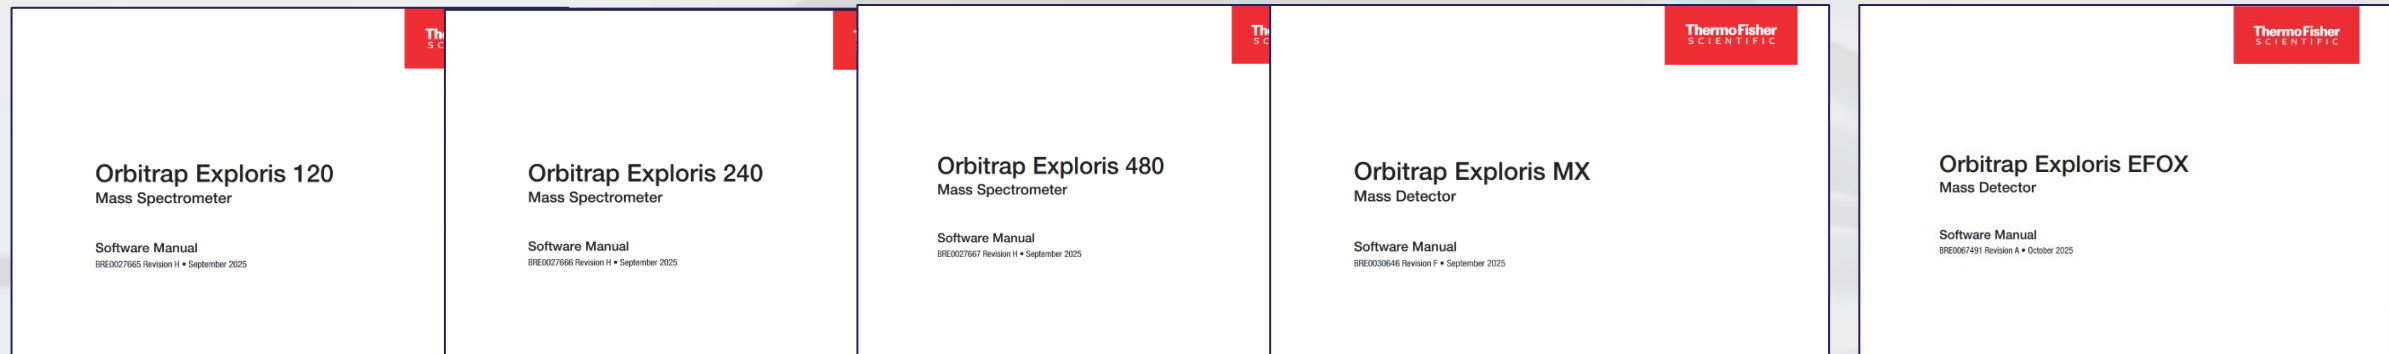 Orbitrap Exploris 120
Mass Spectrometer
Software Manual
BRE0027665 Revision H • September 2025
Orbitrap Exploris 240
Mass Spectrometer
Software Manual
BRE0027666 Revision H • September 2025
Orbitrap Exploris 480
Mass Spectrometer
Software Manual
BRE0027667 Revision H • September 2025
ThermoFisher
SCIENTIFIC
Orbitrap Exploris MX
Mass Detector
Software Manual
BRE0030646 Revision F • September 2025
ThermoFisher
SCIENTIFIC
Orbitrap Exploris EFOX
Mass Detector
Software Manual
BRE0067491 Revision A • October 2025